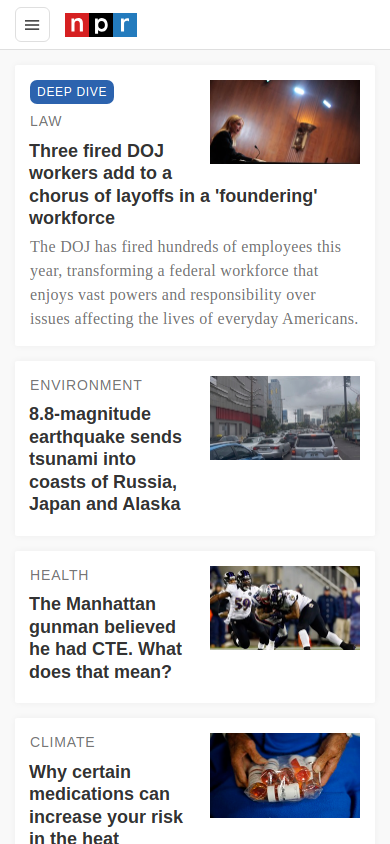 npr
DEEP DIVE
LAW
Three fired DOJ
workers add to a
chorus of layoffs in a 'foundering'
workforce
The DOJ has fired hundreds of employees this
year, transforming a federal workforce that
enjoys vast powers and responsibility over
issues affecting the lives of everyday Americans.
ENVIRONMENT
8.8-magnitude
earthquake sends
tsunami into
coasts of Russia,
Japan and Alaska
HEALTH
The Manhattan
gunman believed
he had CTE. What
does that mean?
59
CLIMATE
Why certain
medications can
increase your risk
in the heat